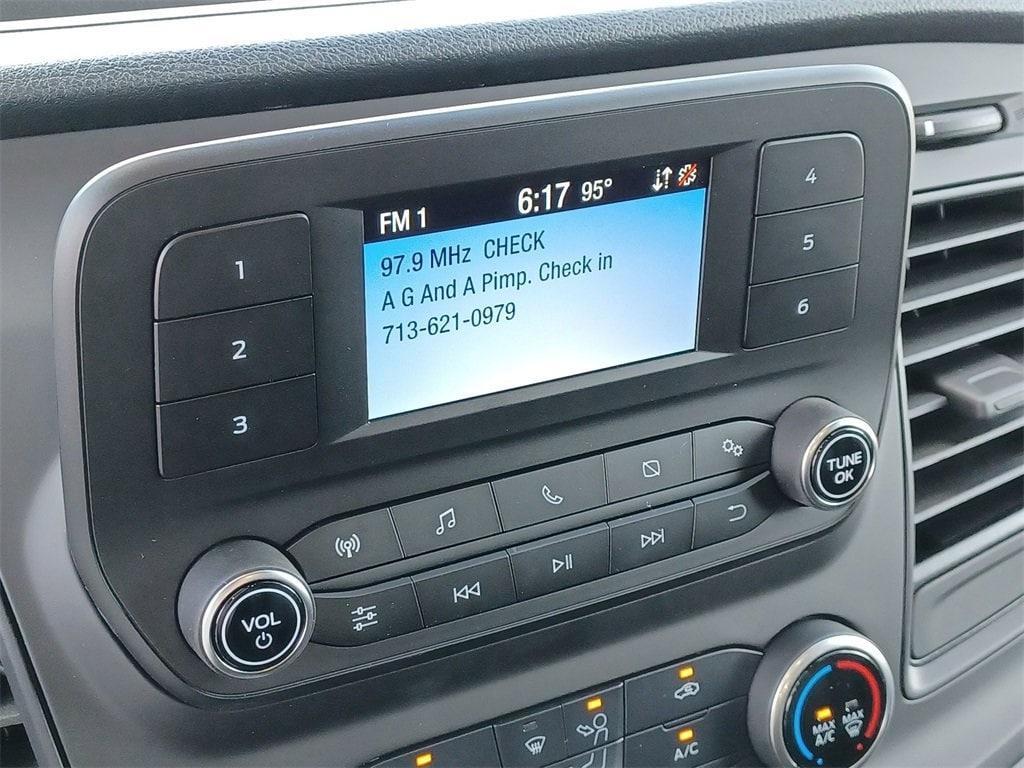 FM 1 6:17 95°
97.9 MHz CHECK
A G And A Pimp. Check in
713-621-0979
1
2
3
4
5
6
VOL
TUNE
OK
A/C
MAX
A/C
MAX